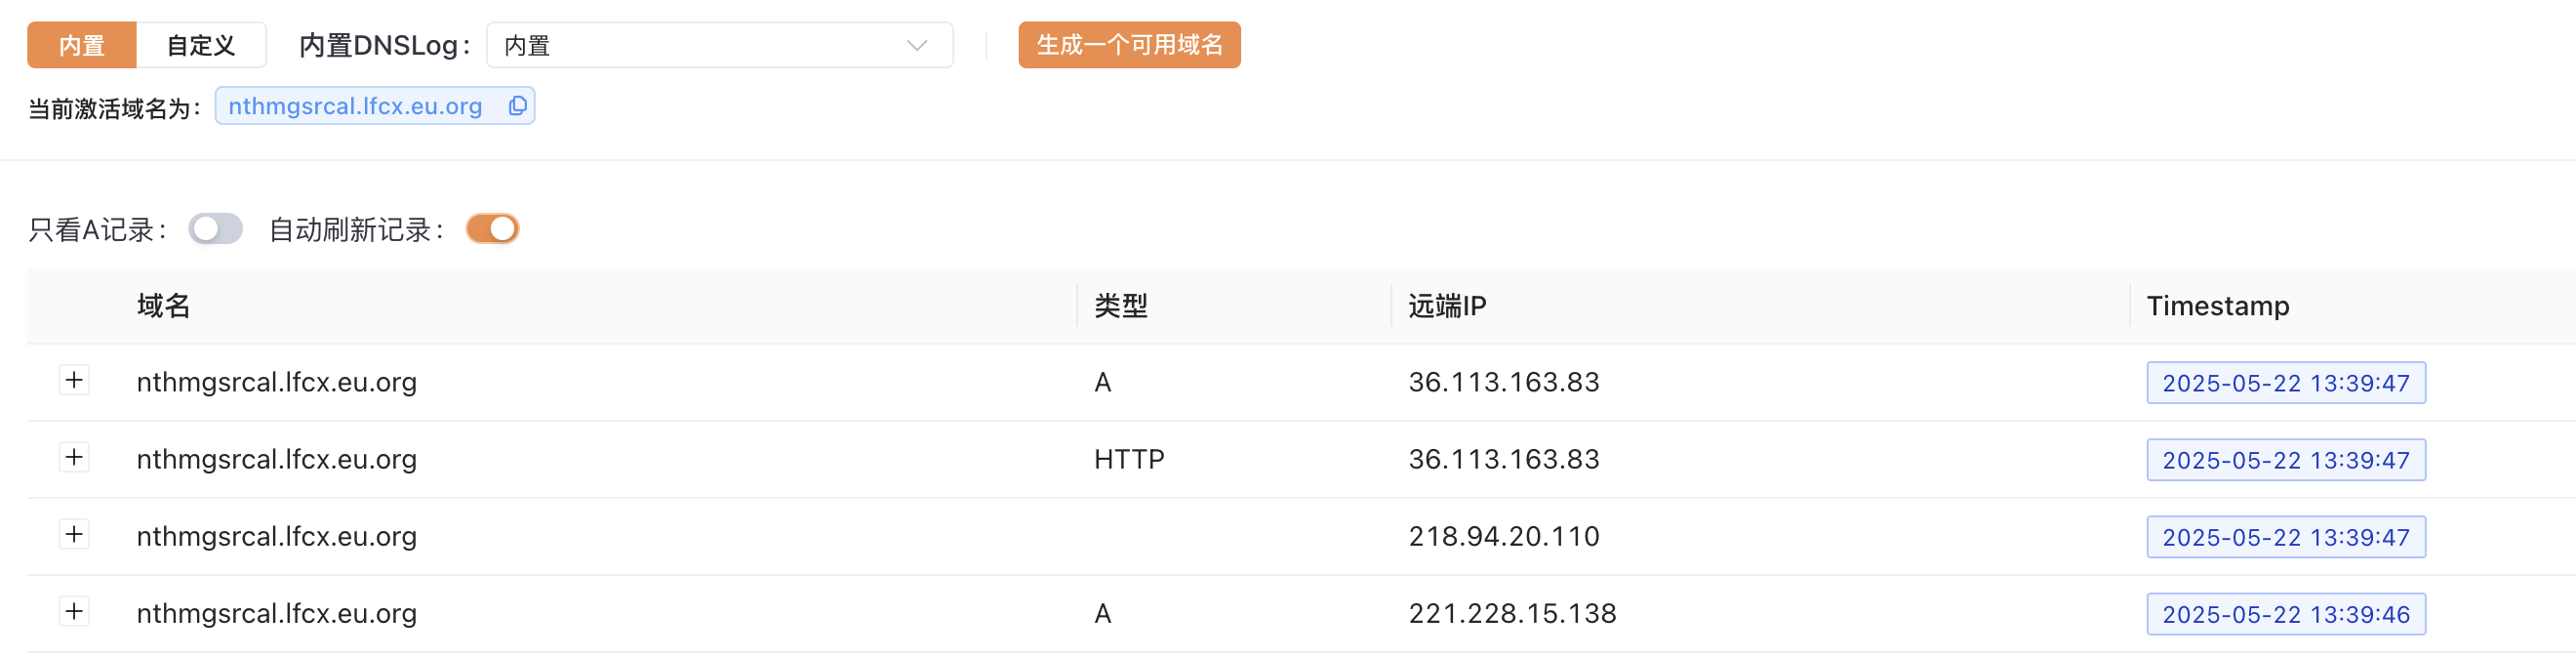 内置 自定义 内置DNSLog: 内置 生成一个可用域名
当前激活域名为: nthmgsrcal.lfcx.eu.org
只看A记录: 自动刷新记录:
域名 类型 远端IP Timestamp
nthmgsrcal.lfcx.eu.org A 36.113.163.83 2025-05-22 13:39:47
nthmgsrcal.lfcx.eu.org HTTP 36.113.163.83 2025-05-22 13:39:47
nthmgsrcal.lfcx.eu.org 218.94.20.110 2025-05-22 13:39:47
nthmgsrcal.lfcx.eu.org A 221.228.15.138 2025-05-22 13:39:46